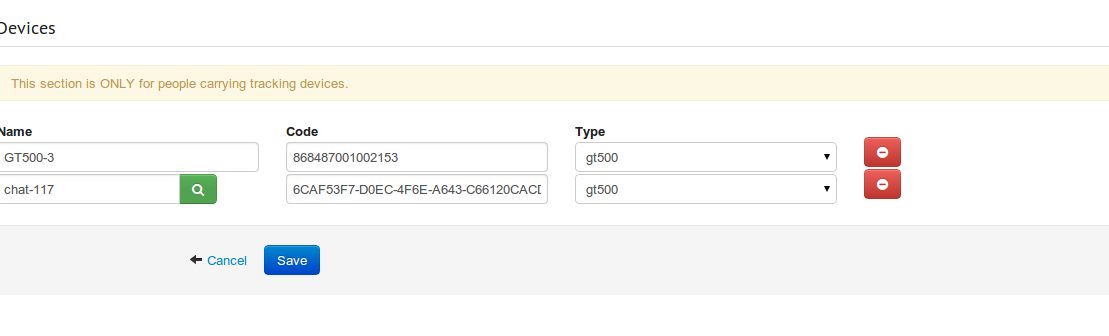 Devices
This section is ONLY for people carrying tracking devices.
Name Code Type
GT500-3 868487001002153 gt500
chat-117 6CAF53F7-D0EC-4F6E-A643-C66120CACD gt500
Cancel Save